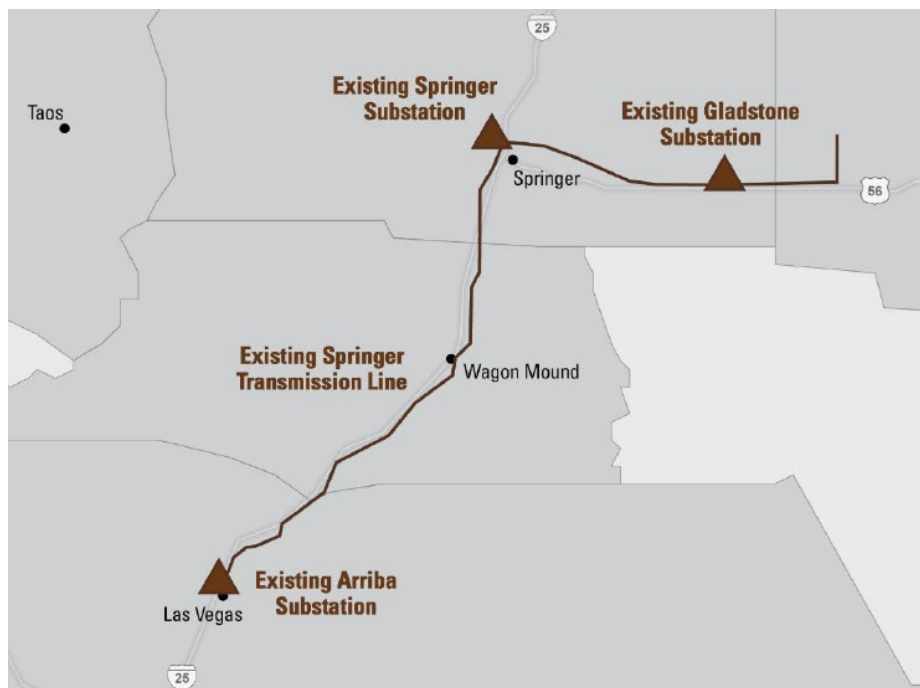 25
Existing Springer
Substation
Taos
Existing Gladstone
Substation
Springer
56
Existing Springer
Transmission Line
Wagon Mound
Existing Arriba
Substation
Las Vegas
25